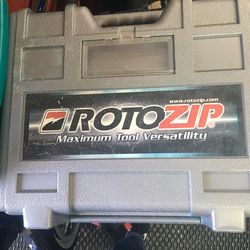 www.rotozip.com
ROTOZIP
Maximum Tool Versatility